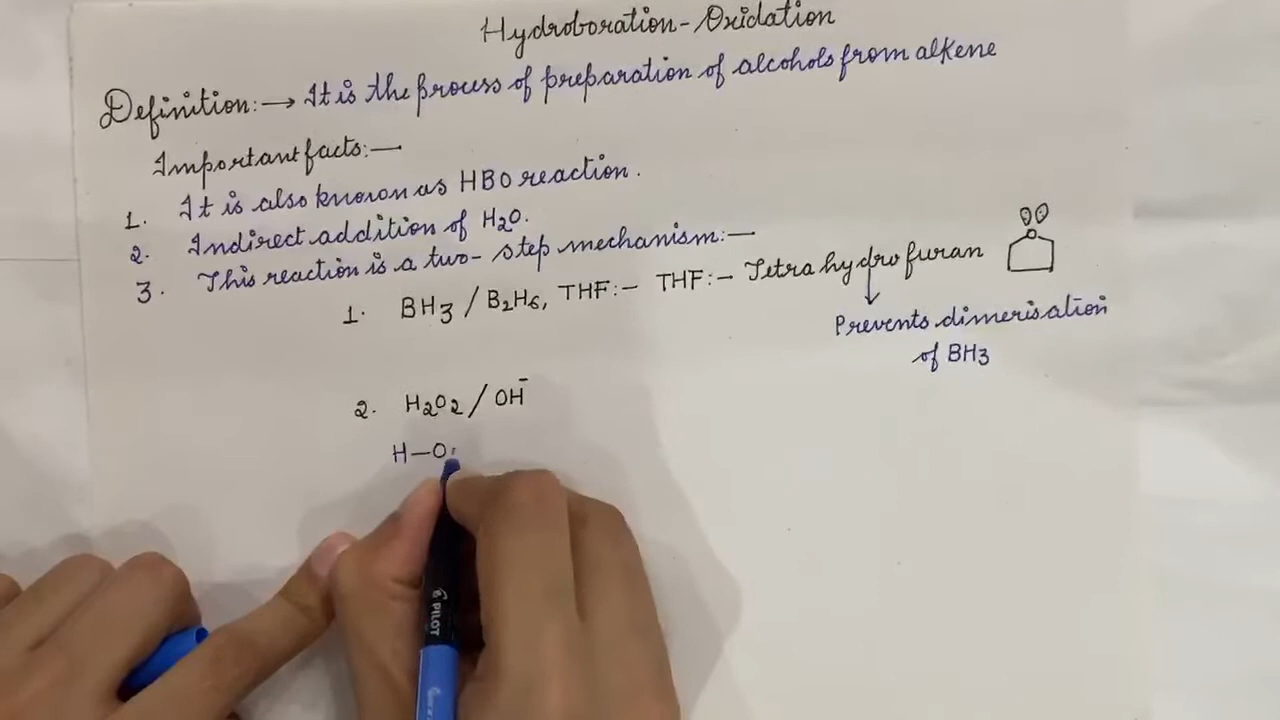 Hydroboration-Oxidation
Definition:→ It is the process of preparation of alcohols from alkene
Important facts:—
1. It is also known as HBO reaction.
2. Indirect addition of H₂O.
3. This reaction is a two-step mechanism:—
1. BH3 / B₂H₆, THF:- THF:- Tetrahydrofuran
Prevents dimerisation
of BH3
2. H₂O₂ / OH⁻
H—O
PILOT